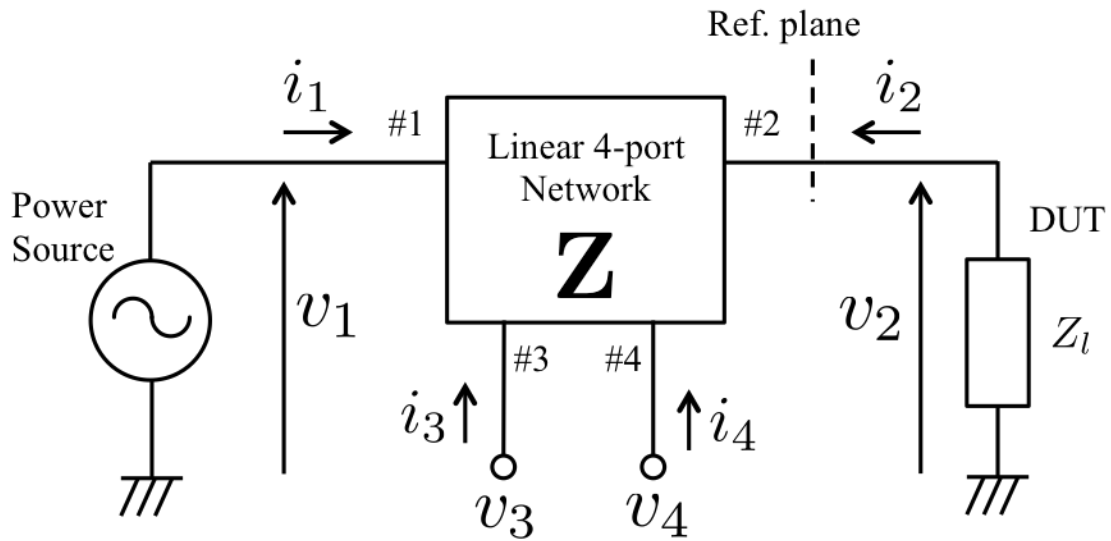 Ref. plane
i₁
#1
#2
i₂
Linear 4-port
Network
Z
Power
Source
v₁
v₂
DUT
Zₗ
#3
#4
i₃
i₄
v₃
v₄